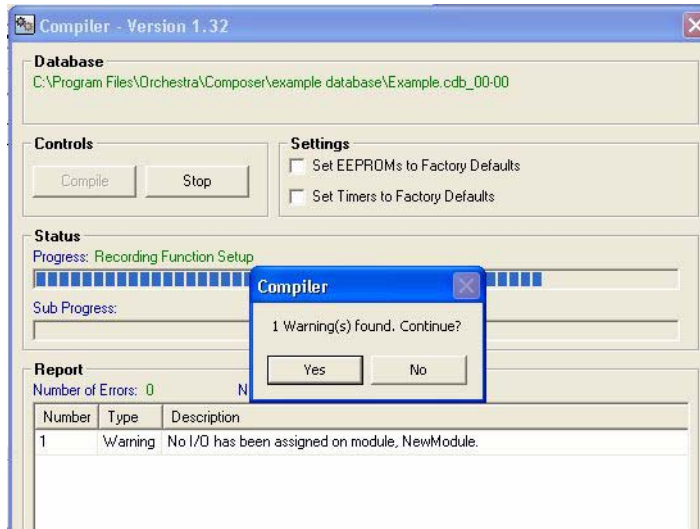 Compiler - Version 1.32
Database
C:\Program Files\Orchestra\Composer\example database\Example.cdb_00-00
Controls
Compile
Stop
Settings
Set EEPROMs to Factory Defaults
Set Timers to Factory Defaults
Status
Progress: Recording Function Setup
Sub Progress:
Compiler
1 Warning(s) found. Continue?
Yes
No
Report
Number of Errors: 0
Number Type Description
1 Warning No I/O has been assigned on module, NewModule.